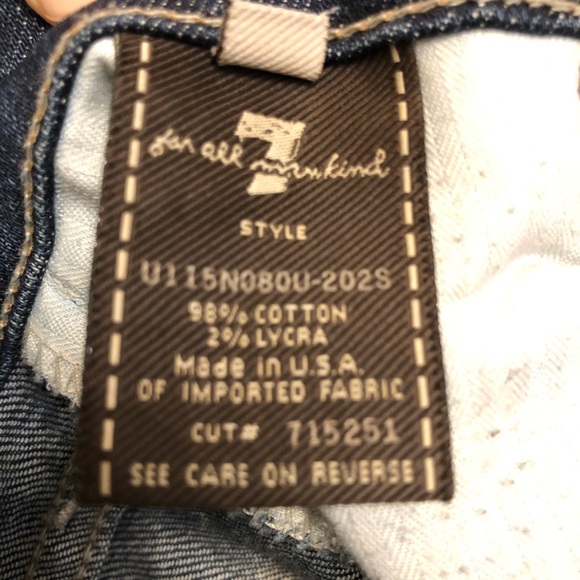 for all 7 mankind
STYLE
U115N080U-202S
98% COTTON
2% LYCRA
Made in U.S.A.
OF IMPORTED FABRIC
CUT# 715251
SEE CARE ON REVERSE